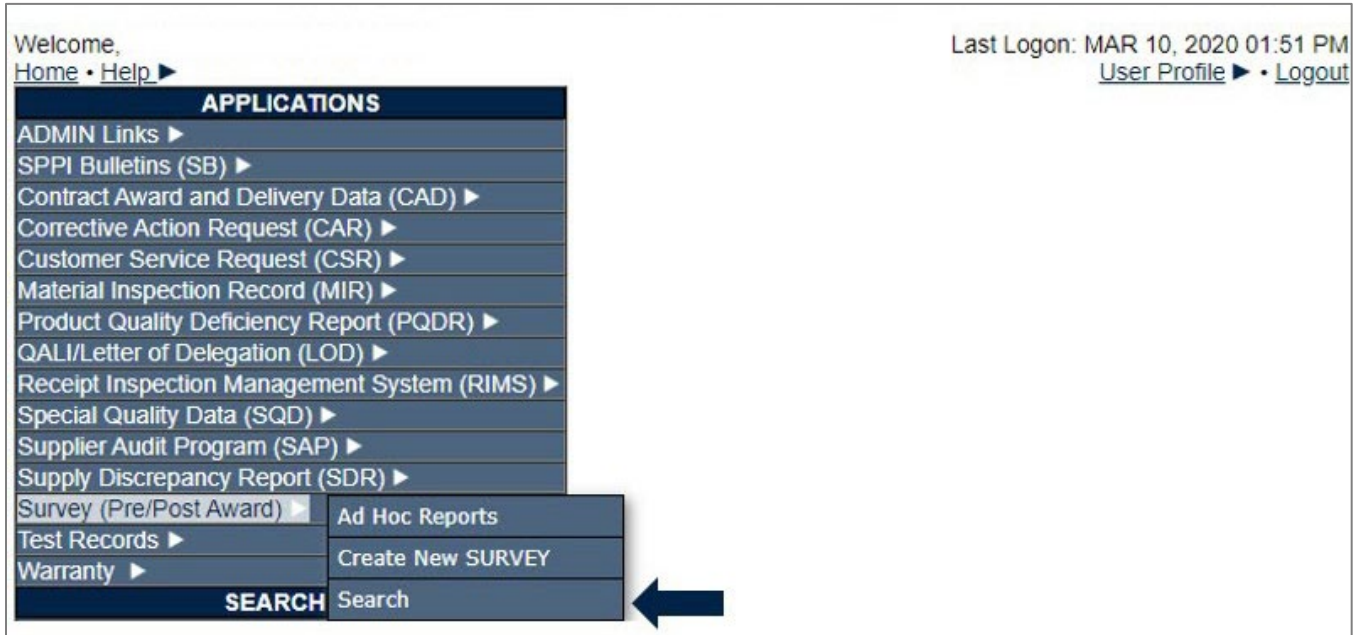 Welcome,
Last Logon: MAR 10, 2020 01:51 PM
Home • Help ▶
User Profile ▶ • Logout
APPLICATIONS
ADMIN Links ▶
SPPI Bulletins (SB) ▶
Contract Award and Delivery Data (CAD) ▶
Corrective Action Request (CAR) ▶
Customer Service Request (CSR) ▶
Material Inspection Record (MIR) ▶
Product Quality Deficiency Report (PQDR) ▶
QALI/Letter of Delegation (LOD) ▶
Receipt Inspection Management System (RIMS) ▶
Special Quality Data (SQD) ▶
Supplier Audit Program (SAP) ▶
Supply Discrepancy Report (SDR) ▶
Survey (Pre/Post Award) ▶
Ad Hoc Reports
Test Records ▶
Create New SURVEY
Warranty ▶
SEARCH
Search